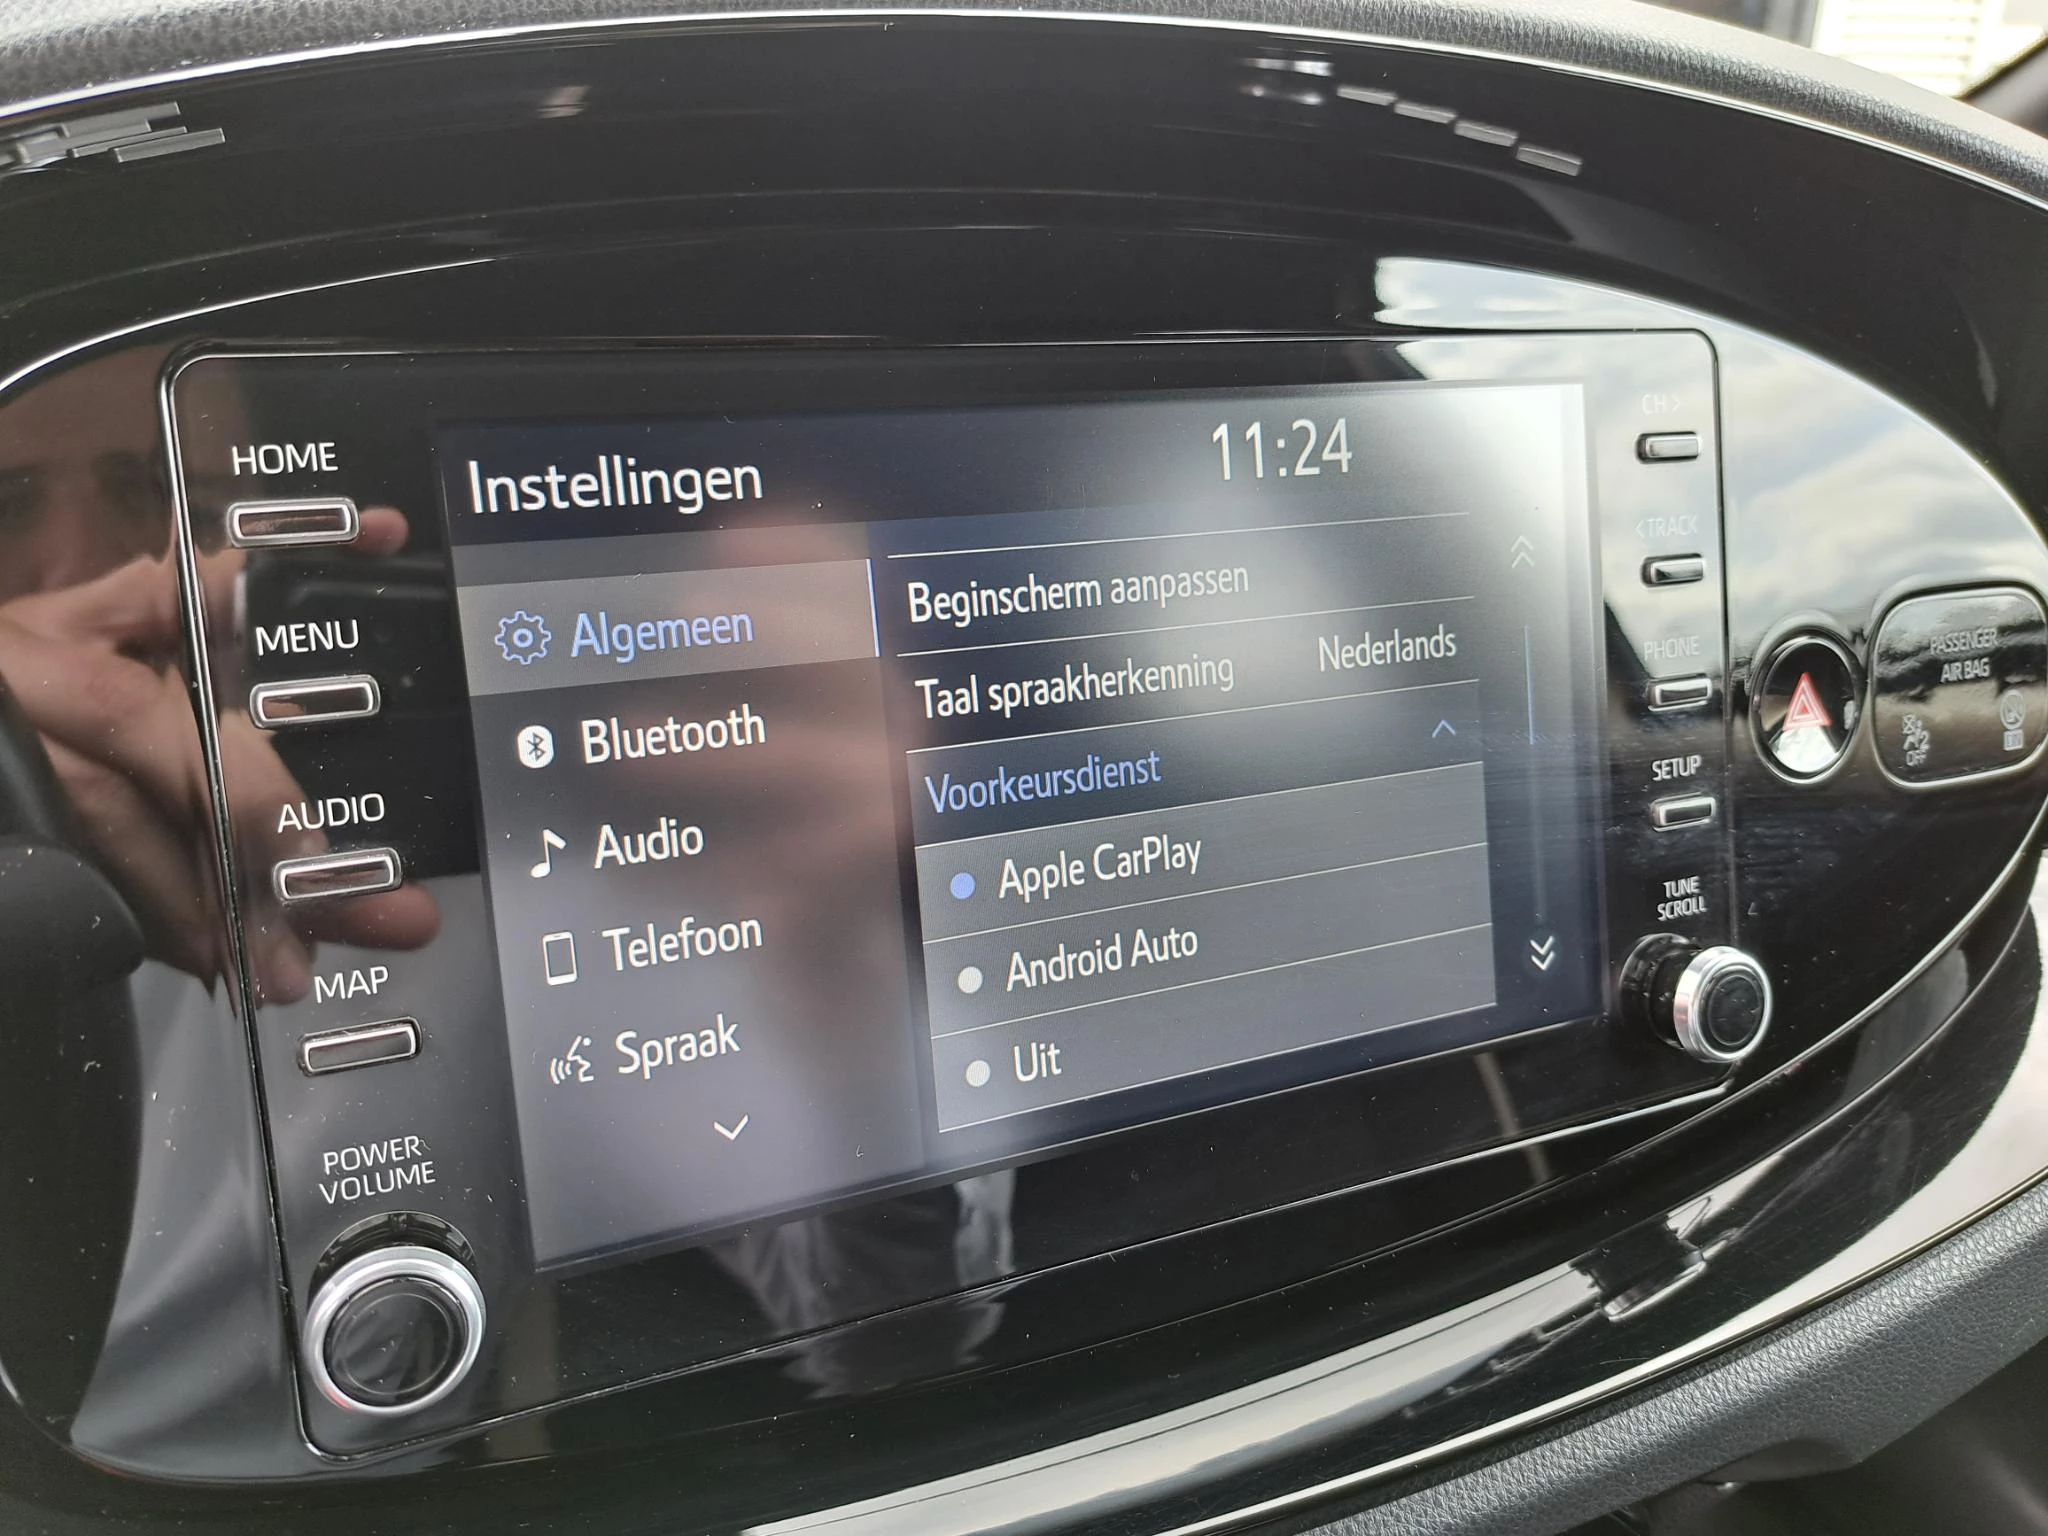 HOME
MENU
AUDIO
MAP
POWER
VOLUME
Instellingen
11:24
Algemeen
Bluetooth
Audio
Telefoon
Spraak
Beginscherm aanpassen
Taal spraakherkenning Nederlands
Voorkeursdienst
Apple CarPlay
Android Auto
Uit
CH >
< TRACK
PHONE
SETUP
TUNE
SCROLL
PASSENGER
AIR BAG
OFF